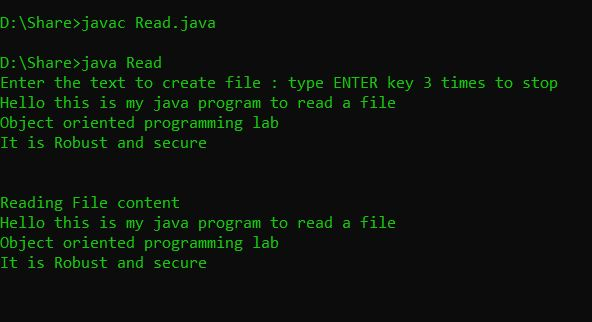 D:\Share>javac Read.java
D:\Share>java Read
Enter the text to create file : type ENTER key 3 times to stop
Hello this is my java program to read a file
Object oriented programming lab
It is Robust and secure
Reading File content
Hello this is my java program to read a file
Object oriented programming lab
It is Robust and secure